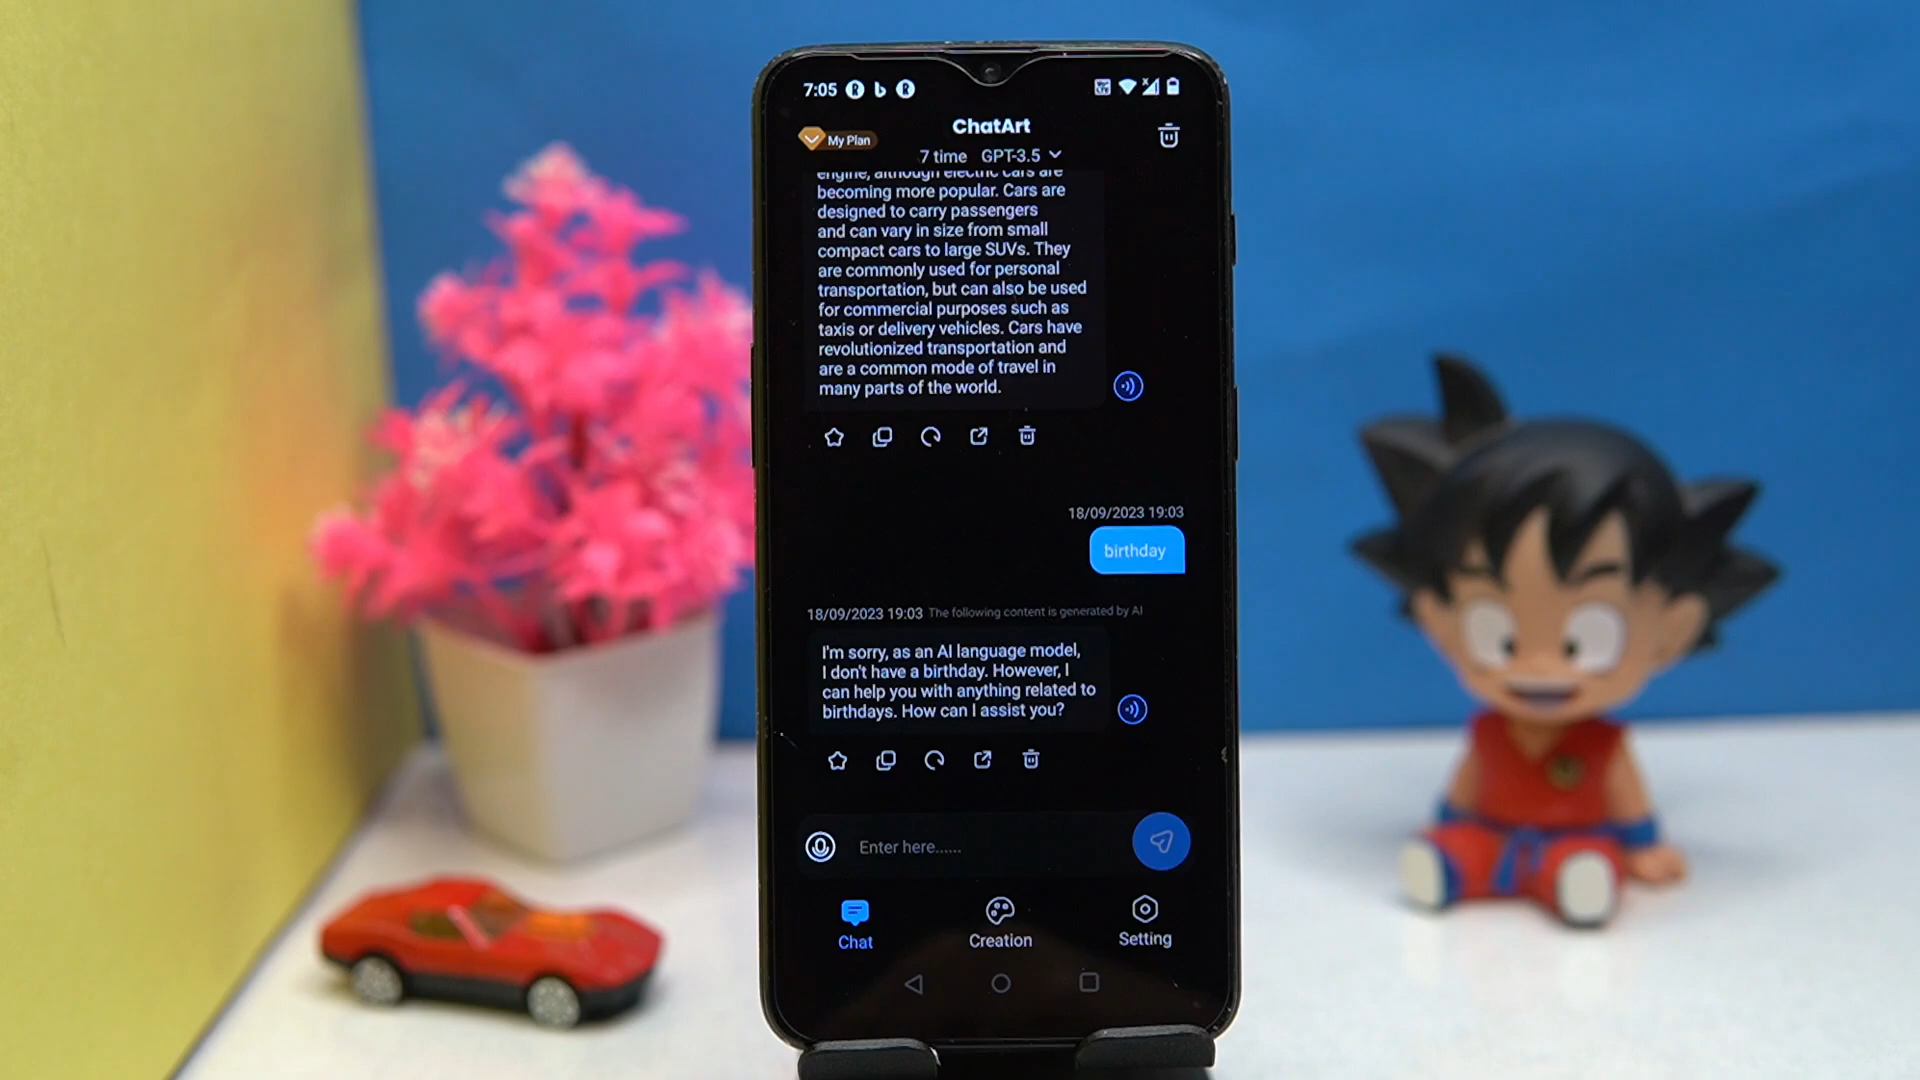 7:05
ChatArt
My Plan
7 time GPT-3.5
engine, although electric cars are
becoming more popular. Cars are
designed to carry passengers
and can vary in size from small
compact cars to large SUVs. They
are commonly used for personal
transportation, but can also be used
for commercial purposes such as
taxis or delivery vehicles. Cars have
revolutionized transportation and
are a common mode of travel in
many parts of the world.
18/09/2023 19:03
birthday
18/09/2023 19:03 The following content is generated by AI
I'm sorry, as an AI language model,
I don't have a birthday. However, I
can help you with anything related to
birthdays. How can I assist you?
Enter here......
Chat
Creation
Setting